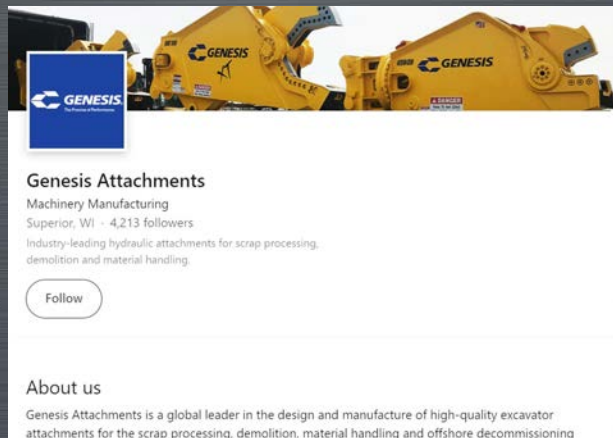 GENESIS
GENESIS
DANGER
GENESIS
The Promise of Performance.
Genesis Attachments
Machinery Manufacturing
Superior, WI · 4,213 followers
Industry-leading hydraulic attachments for scrap processing,
demolition and material handling.
Follow
About us
Genesis Attachments is a global leader in the design and manufacture of high-quality excavator
attachments for the scrap processing, demolition, material handling and offshore decommissioning